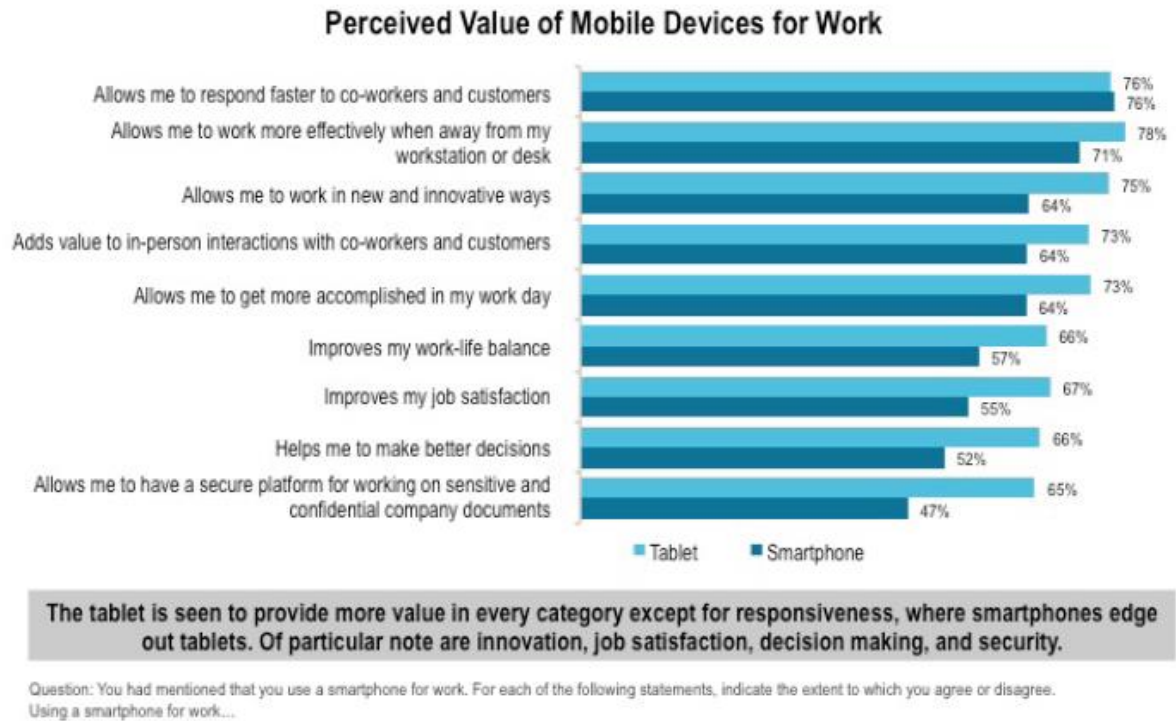 Perceived Value of Mobile Devices for Work
Allows me to respond faster to co-workers and customers
76%
76%
Allows me to work more effectively when away from my
workstation or desk
78%
71%
Allows me to work in new and innovative ways
75%
64%
Adds value to in-person interactions with co-workers and customers
73%
64%
Allows me to get more accomplished in my work day
73%
64%
Improves my work-life balance
66%
57%
Improves my job satisfaction
67%
55%
Helps me to make better decisions
66%
52%
Allows me to have a secure platform for working on sensitive and
confidential company documents
65%
47%
Tablet Smartphone
The tablet is seen to provide more value in every category except for responsiveness, where smartphones edge
out tablets. Of particular note are innovation, job satisfaction, decision making, and security.
Question: You had mentioned that you use a smartphone for work. For each of the following statements, indicate the extent to which you agree or disagree.
Using a smartphone for work...